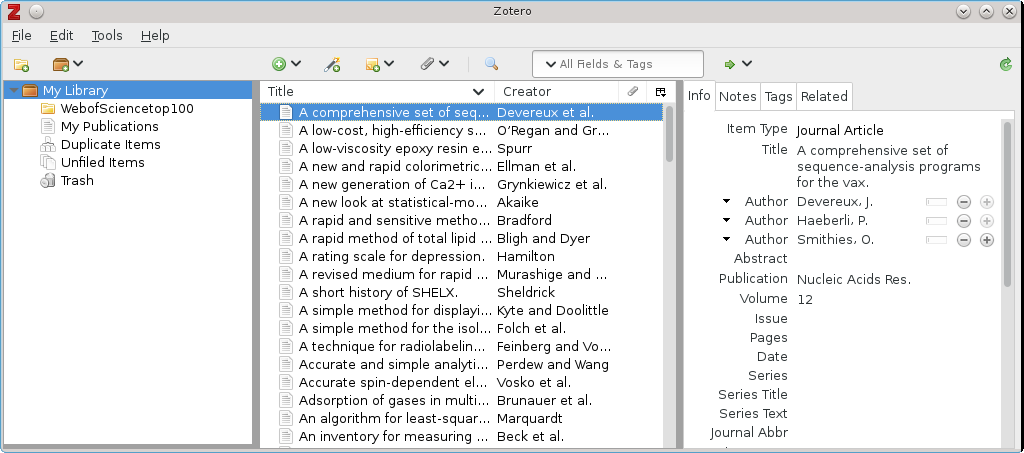 Zotero
File Edit Tools Help
All Fields & Tags
My Library
WebofSciencetop100
My Publications
Duplicate Items
Unfiled Items
Trash
Title Creator
A comprehensive set of seq... Devereux et al.
A low-cost, high-efficiency s... O'Regan and Gr...
A low-viscosity epoxy resin e... Spurr
A new and rapid colorimetric... Ellman et al.
A new generation of Ca2+ i... Grynkiewicz et al.
A new look at statistical-mo... Akaike
A rapid and sensitive metho... Bradford
A rapid method of total lipid ... Bligh and Dyer
A rating scale for depression. Hamilton
A revised medium for rapid ... Murashige and ...
A short history of SHELX. Sheldrick
A simple method for displayi... Kyte and Doolittle
A simple method for the isol... Folch et al.
A technique for radiolabelin... Feinberg and Vo...
Accurate and simple analyti... Perdew and Wang
Accurate spin-dependent el... Vosko et al.
Adsorption of gases in multi... Brunauer et al.
An algorithm for least-squar... Marquardt
An inventory for measuring ... Beck et al.
Info Notes Tags Related
Item Type Journal Article
Title A comprehensive set of
sequence-analysis programs
for the vax.
Author Devereux, J.
Author Haeberli, P.
Author Smithies, O.
Abstract
Publication Nucleic Acids Res.
Volume 12
Issue
Pages
Date
Series
Series Title
Series Text
Journal Abbr